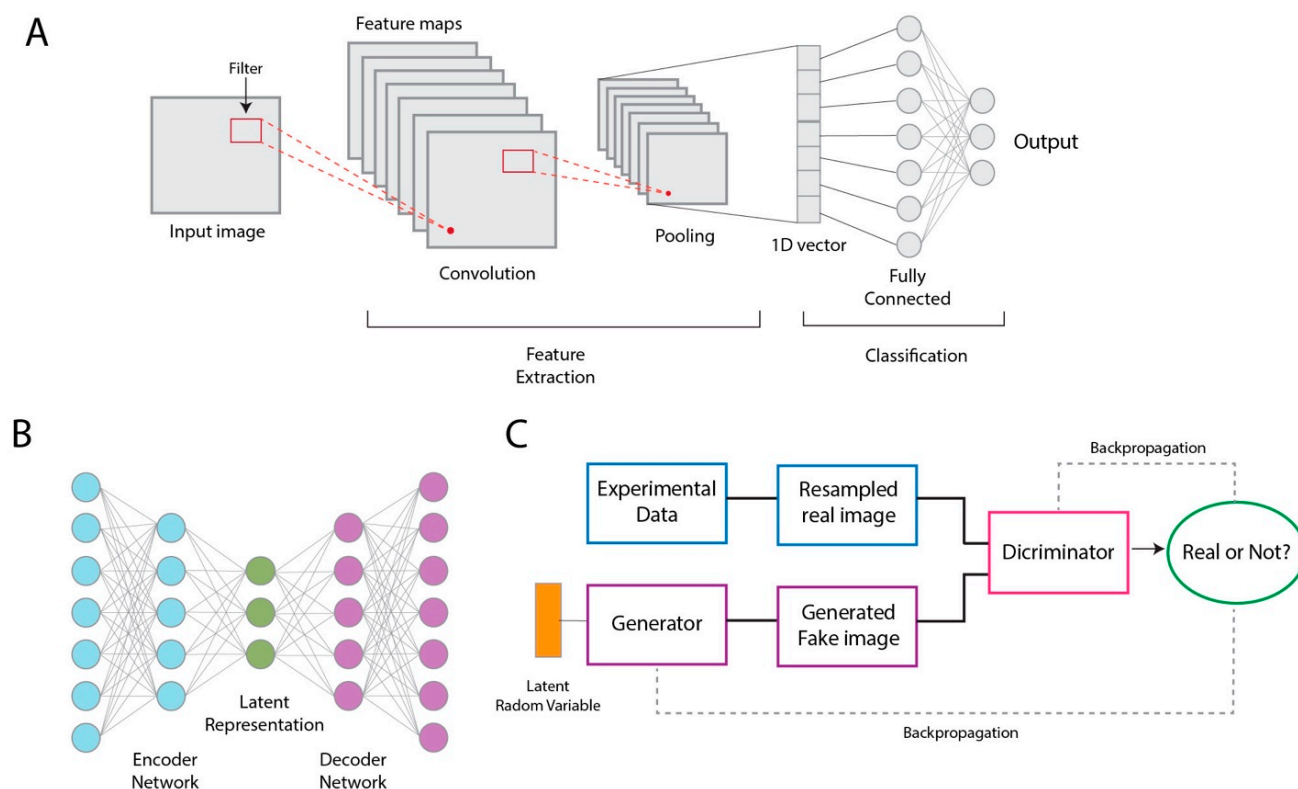 A
Feature maps
Filter
Input image
Convolution
Pooling
1D vector
Fully
Connected
Output
Feature
Extraction
Classification
B
Latent
Representation
Encoder
Network
Decoder
Network
C
Backpropagation
Experimental
Data
Resampled
real image
Dicriminator
Real or Not?
Generator
Generated
Fake image
Latent
Radom Variable
Backpropagation